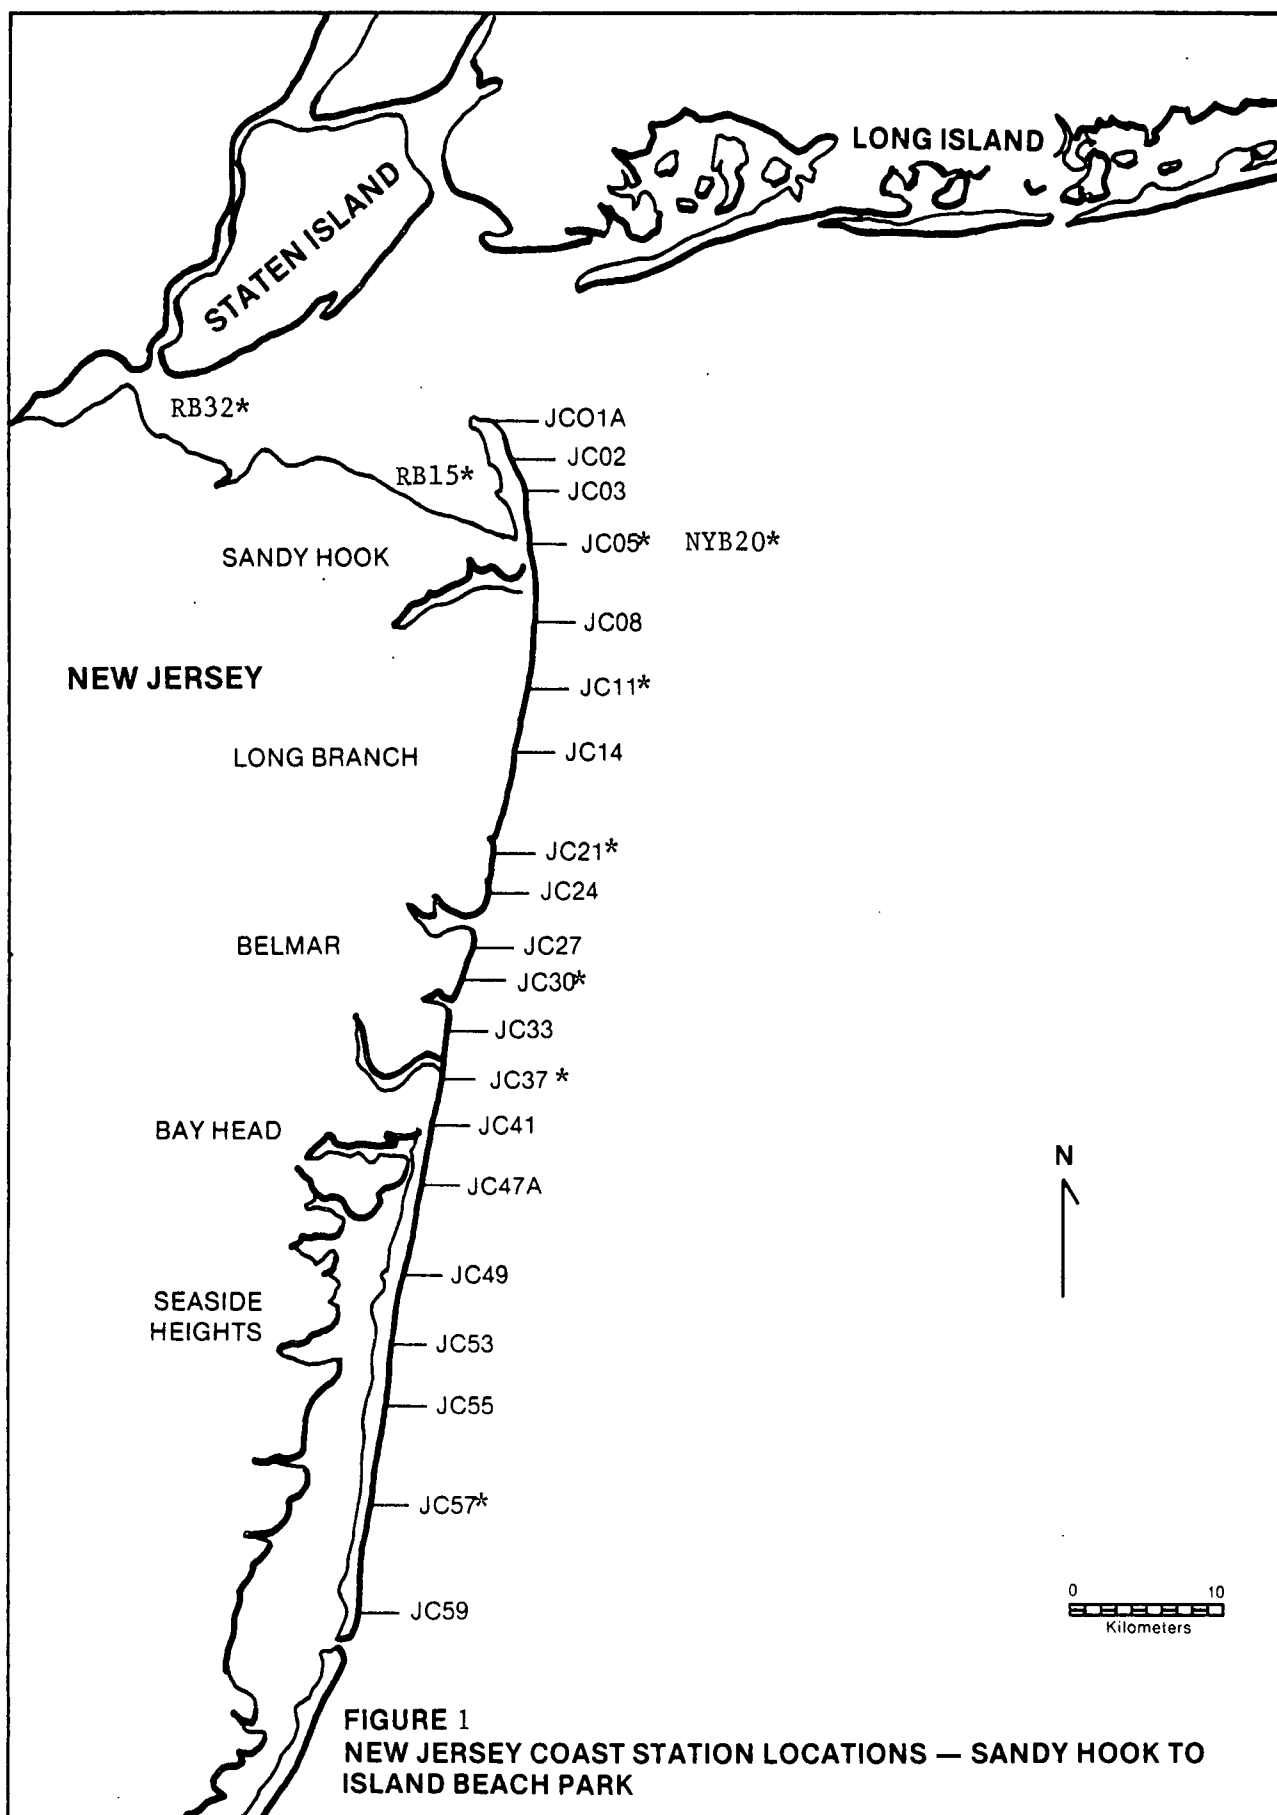 LONG ISLAND
STATEN ISLAND
RB32*
JCO1A
JC02
RB15*
JC03
JC05* NYB20*
SANDY HOOK
JC08
NEW JERSEY
JC11*
LONG BRANCH
JC14
JC21*
JC24
BELMAR
JC27
JC30*
JC33
JC37 *
BAY HEAD
JC41
N
JC47A
JC49
SEASIDE
HEIGHTS
JC53
JC55
JC57*
0 10
Kilometers
JC59
FIGURE 1
NEW JERSEY COAST STATION LOCATIONS — SANDY HOOK TO
ISLAND BEACH PARK